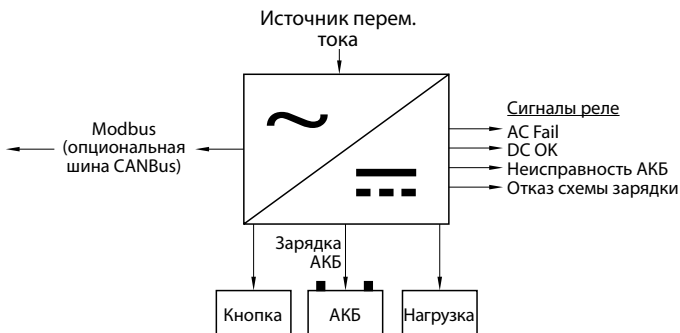 Источник перем.
тока
Modbus
(опциональная
шина CANBus)
Сигналы реле
AC Fail
DC OK
Неисправность АКБ
Отказ схемы зарядки
Зарядка
АКБ
Кнопка
АКБ
Нагрузка